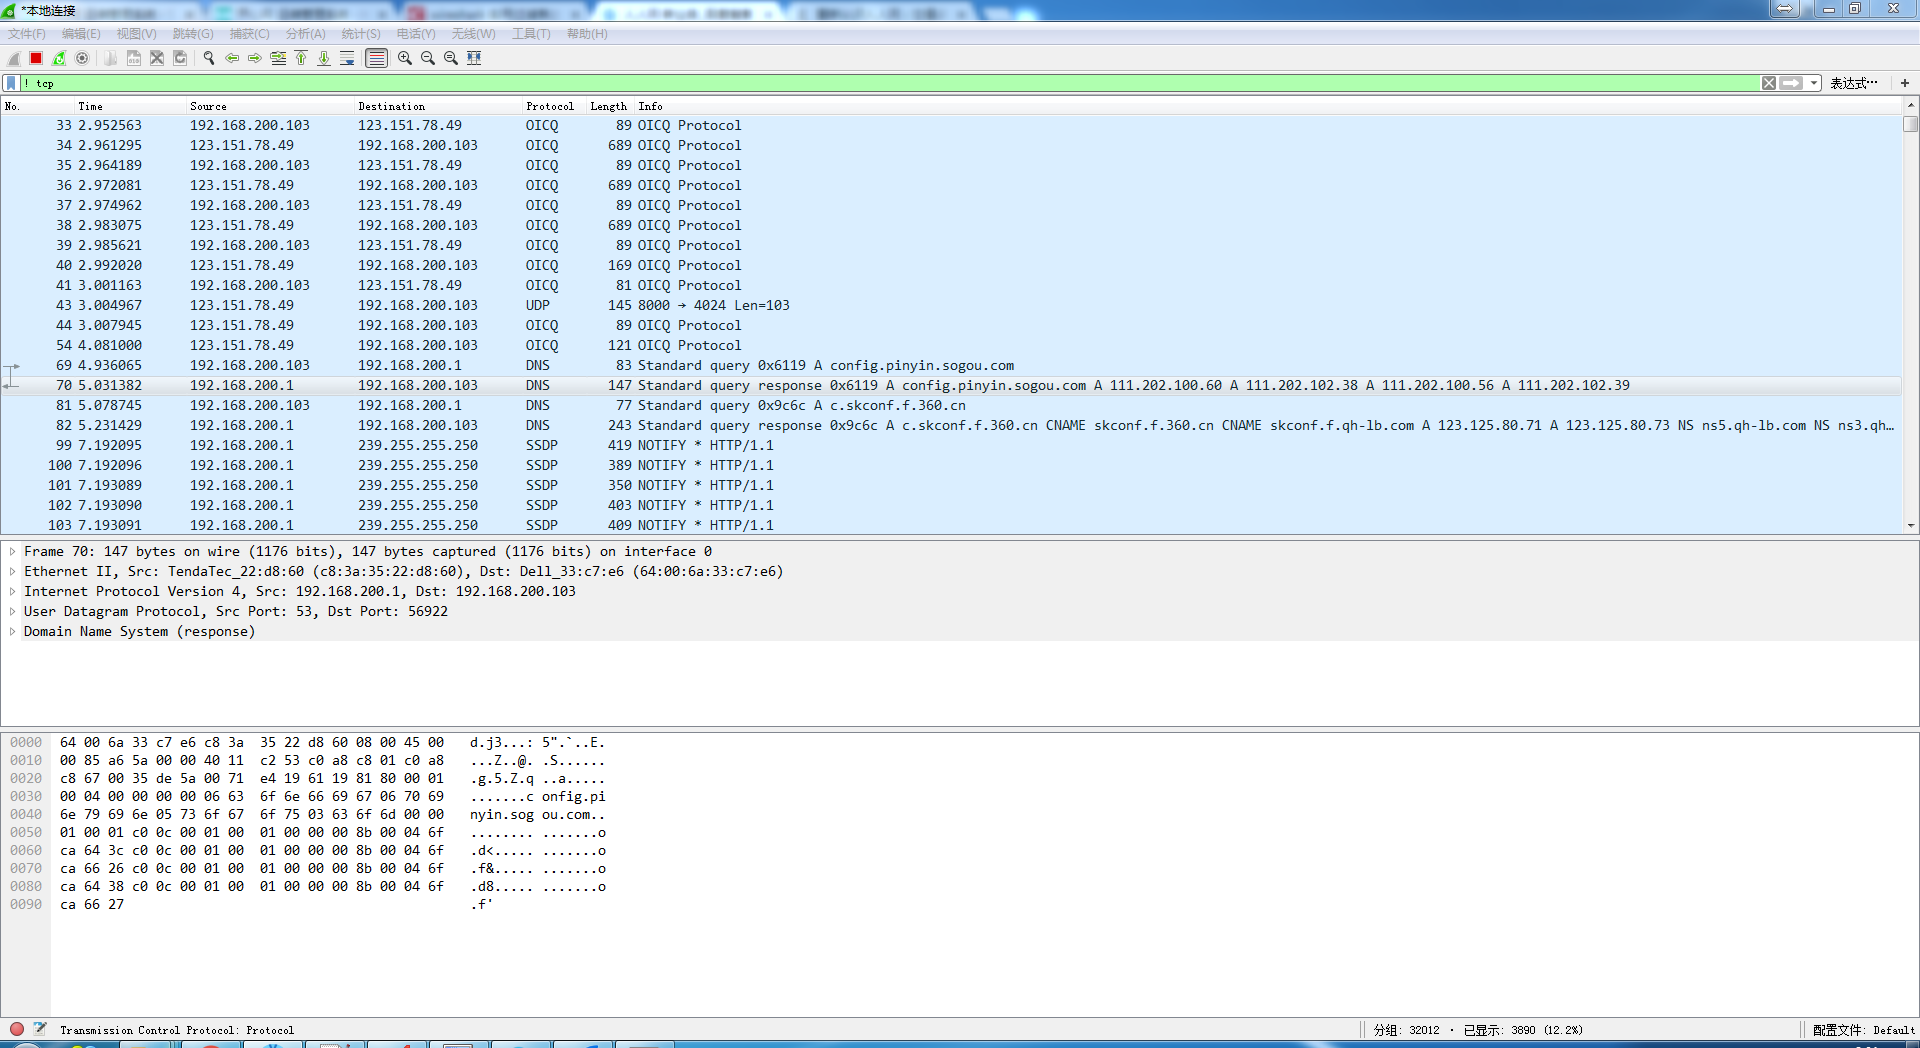 *本地连接
文件(F) 编辑(E) 视图(V) 跳转(G) 捕获(C) 分析(A) 统计(S) 电话(Y) 无线(W) 工具(T) 帮助(H)
! tcp 表达式… +
No. Time Source Destination Protocol Length Info
33 2.952563 192.168.200.103 123.151.78.49 OICQ 89 OICQ Protocol
34 2.961295 123.151.78.49 192.168.200.103 OICQ 689 OICQ Protocol
35 2.964189 192.168.200.103 123.151.78.49 OICQ 89 OICQ Protocol
36 2.972081 123.151.78.49 192.168.200.103 OICQ 689 OICQ Protocol
37 2.974962 192.168.200.103 123.151.78.49 OICQ 89 OICQ Protocol
38 2.983075 123.151.78.49 192.168.200.103 OICQ 689 OICQ Protocol
39 2.985621 192.168.200.103 123.151.78.49 OICQ 89 OICQ Protocol
40 2.992020 123.151.78.49 192.168.200.103 OICQ 169 OICQ Protocol
41 3.001163 192.168.200.103 123.151.78.49 OICQ 81 OICQ Protocol
43 3.004967 123.151.78.49 192.168.200.103 UDP 145 8000 → 4024 Len=103
44 3.007945 123.151.78.49 192.168.200.103 OICQ 89 OICQ Protocol
54 4.081000 123.151.78.49 192.168.200.103 OICQ 121 OICQ Protocol
69 4.936065 192.168.200.103 192.168.200.1 DNS 83 Standard query 0x6119 A config.pinyin.sogou.com
70 5.031382 192.168.200.1 192.168.200.103 DNS 147 Standard query response 0x6119 A config.pinyin.sogou.com A 111.202.100.60 A 111.202.102.38 A 111.202.100.56 A 111.202.102.39
81 5.078745 192.168.200.103 192.168.200.1 DNS 77 Standard query 0x9c6c A c.skconf.f.360.cn
82 5.231429 192.168.200.1 192.168.200.103 DNS 243 Standard query response 0x9c6c A c.skconf.f.360.cn CNAME skconf.f.360.cn CNAME skconf.f.qh-lb.com A 123.125.80.71 A 123.125.80.73 NS ns5.qh-lb.com NS ns3.qh…
99 7.192095 192.168.200.1 239.255.255.250 SSDP 419 NOTIFY * HTTP/1.1
100 7.192096 192.168.200.1 239.255.255.250 SSDP 389 NOTIFY * HTTP/1.1
101 7.193089 192.168.200.1 239.255.255.250 SSDP 350 NOTIFY * HTTP/1.1
102 7.193090 192.168.200.1 239.255.255.250 SSDP 403 NOTIFY * HTTP/1.1
103 7.193091 192.168.200.1 239.255.255.250 SSDP 409 NOTIFY * HTTP/1.1
Frame 70: 147 bytes on wire (1176 bits), 147 bytes captured (1176 bits) on interface 0
Ethernet II, Src: TendaTec_22:d8:60 (c8:3a:35:22:d8:60), Dst: Dell_33:c7:e6 (64:00:6a:33:c7:e6)
Internet Protocol Version 4, Src: 192.168.200.1, Dst: 192.168.200.103
User Datagram Protocol, Src Port: 53, Dst Port: 56922
Domain Name System (response)
0000 64 00 6a 33 c7 e6 c8 3a 35 22 d8 60 08 00 45 00 d.j3...: 5".`..E.
0010 00 85 a6 5a 00 00 40 11 c2 53 c0 a8 c8 01 c0 a8 ...Z..@. .S......
0020 c8 67 00 35 de 5a 00 71 e4 19 61 19 81 80 00 01 .g.5.Z.q ..a.....
0030 00 04 00 00 00 00 06 63 6f 6e 66 69 67 06 70 69 .......c onfig.pi
0040 6e 79 69 6e 05 73 6f 67 6f 75 03 63 6f 6d 00 00 nyin.sog ou.com..
0050 01 00 01 c0 0c 00 01 00 01 00 00 00 8b 00 04 6f ........ .......o
0060 ca 64 3c c0 0c 00 01 00 01 00 00 00 8b 00 04 6f .d<..... .......o
0070 ca 66 26 c0 0c 00 01 00 01 00 00 00 8b 00 04 6f .f&..... .......o
0080 ca 64 38 c0 0c 00 01 00 01 00 00 00 8b 00 04 6f .d8..... .......o
0090 ca 66 27 .f'
Transmission Control Protocol: Protocol 分组: 32012 · 已显示: 3890 (12.2%) 配置文件: Default